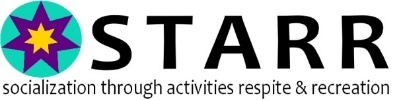 STARR
socialization through activities respite & recreation